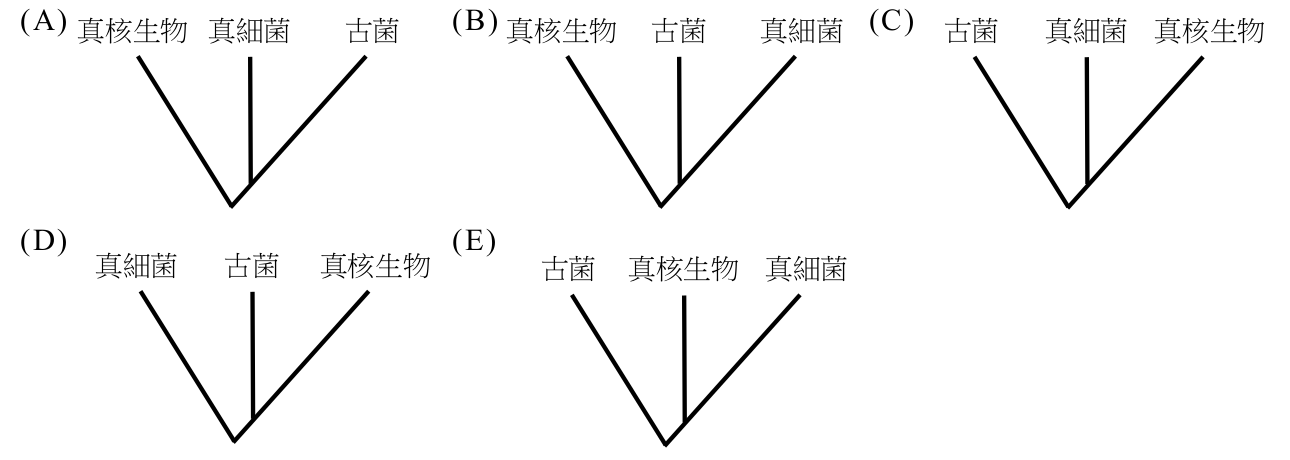 (A) 真核生物 真細菌 古菌
(B) 真核生物 古菌 真細菌
(C) 古菌 真細菌 真核生物
(D) 真細菌 古菌 真核生物
(E) 古菌 真核生物 真細菌